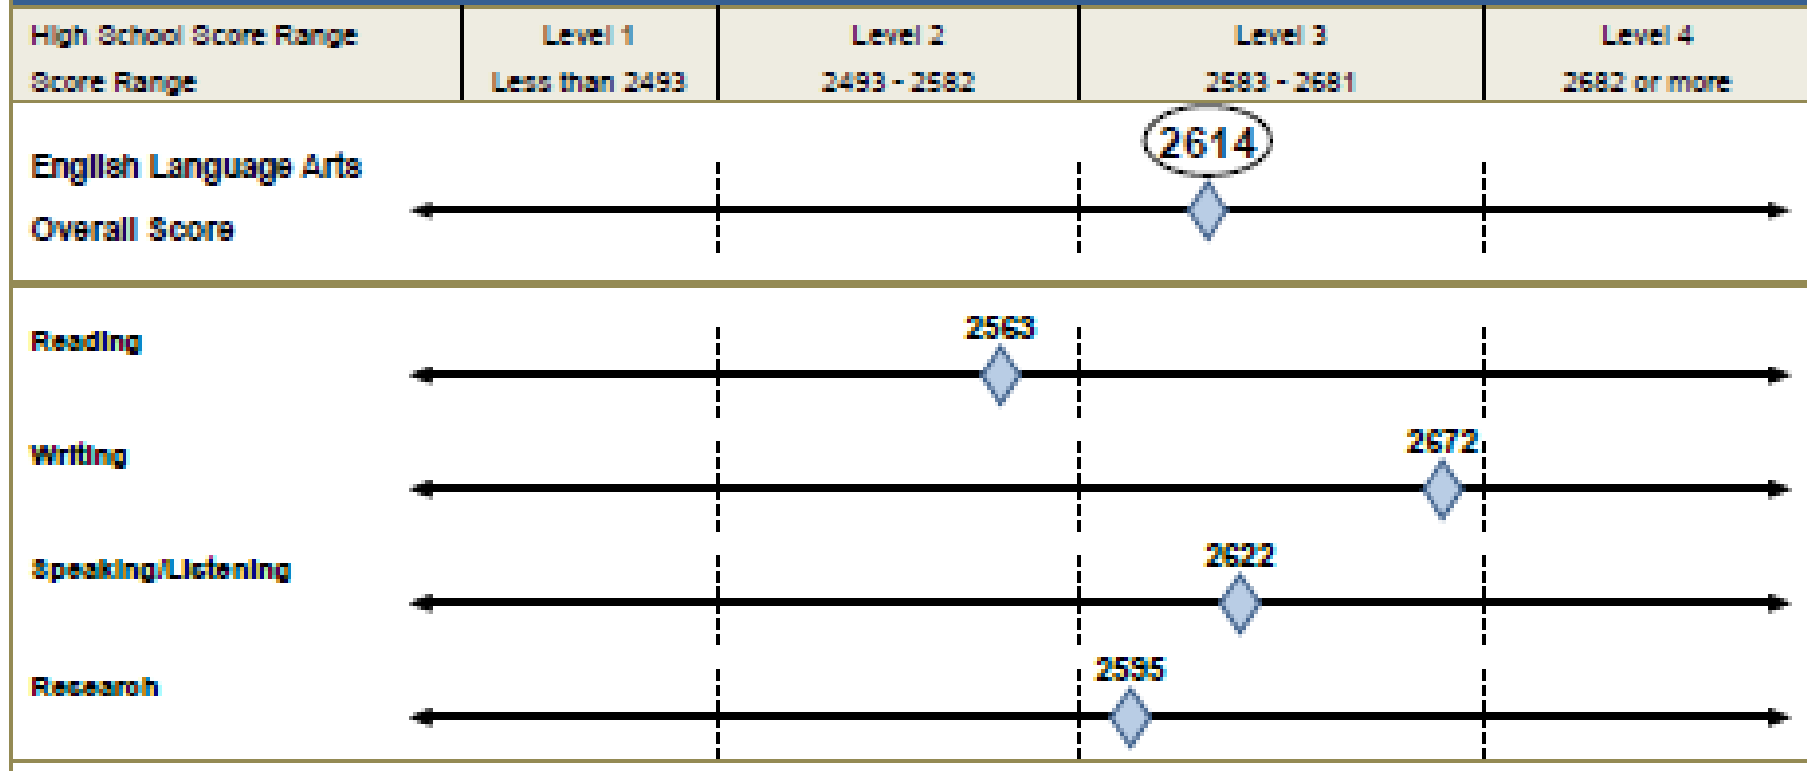 High School Score Range Level 1 Level 2 Level 3 Level 4
Score Range Less than 2493 2493 - 2582 2583 - 2681 2682 or more
2614
English Language Arts
Overall Score
2563
Reading
2672
Writing
2622
Speaking/Listening
2595
Research